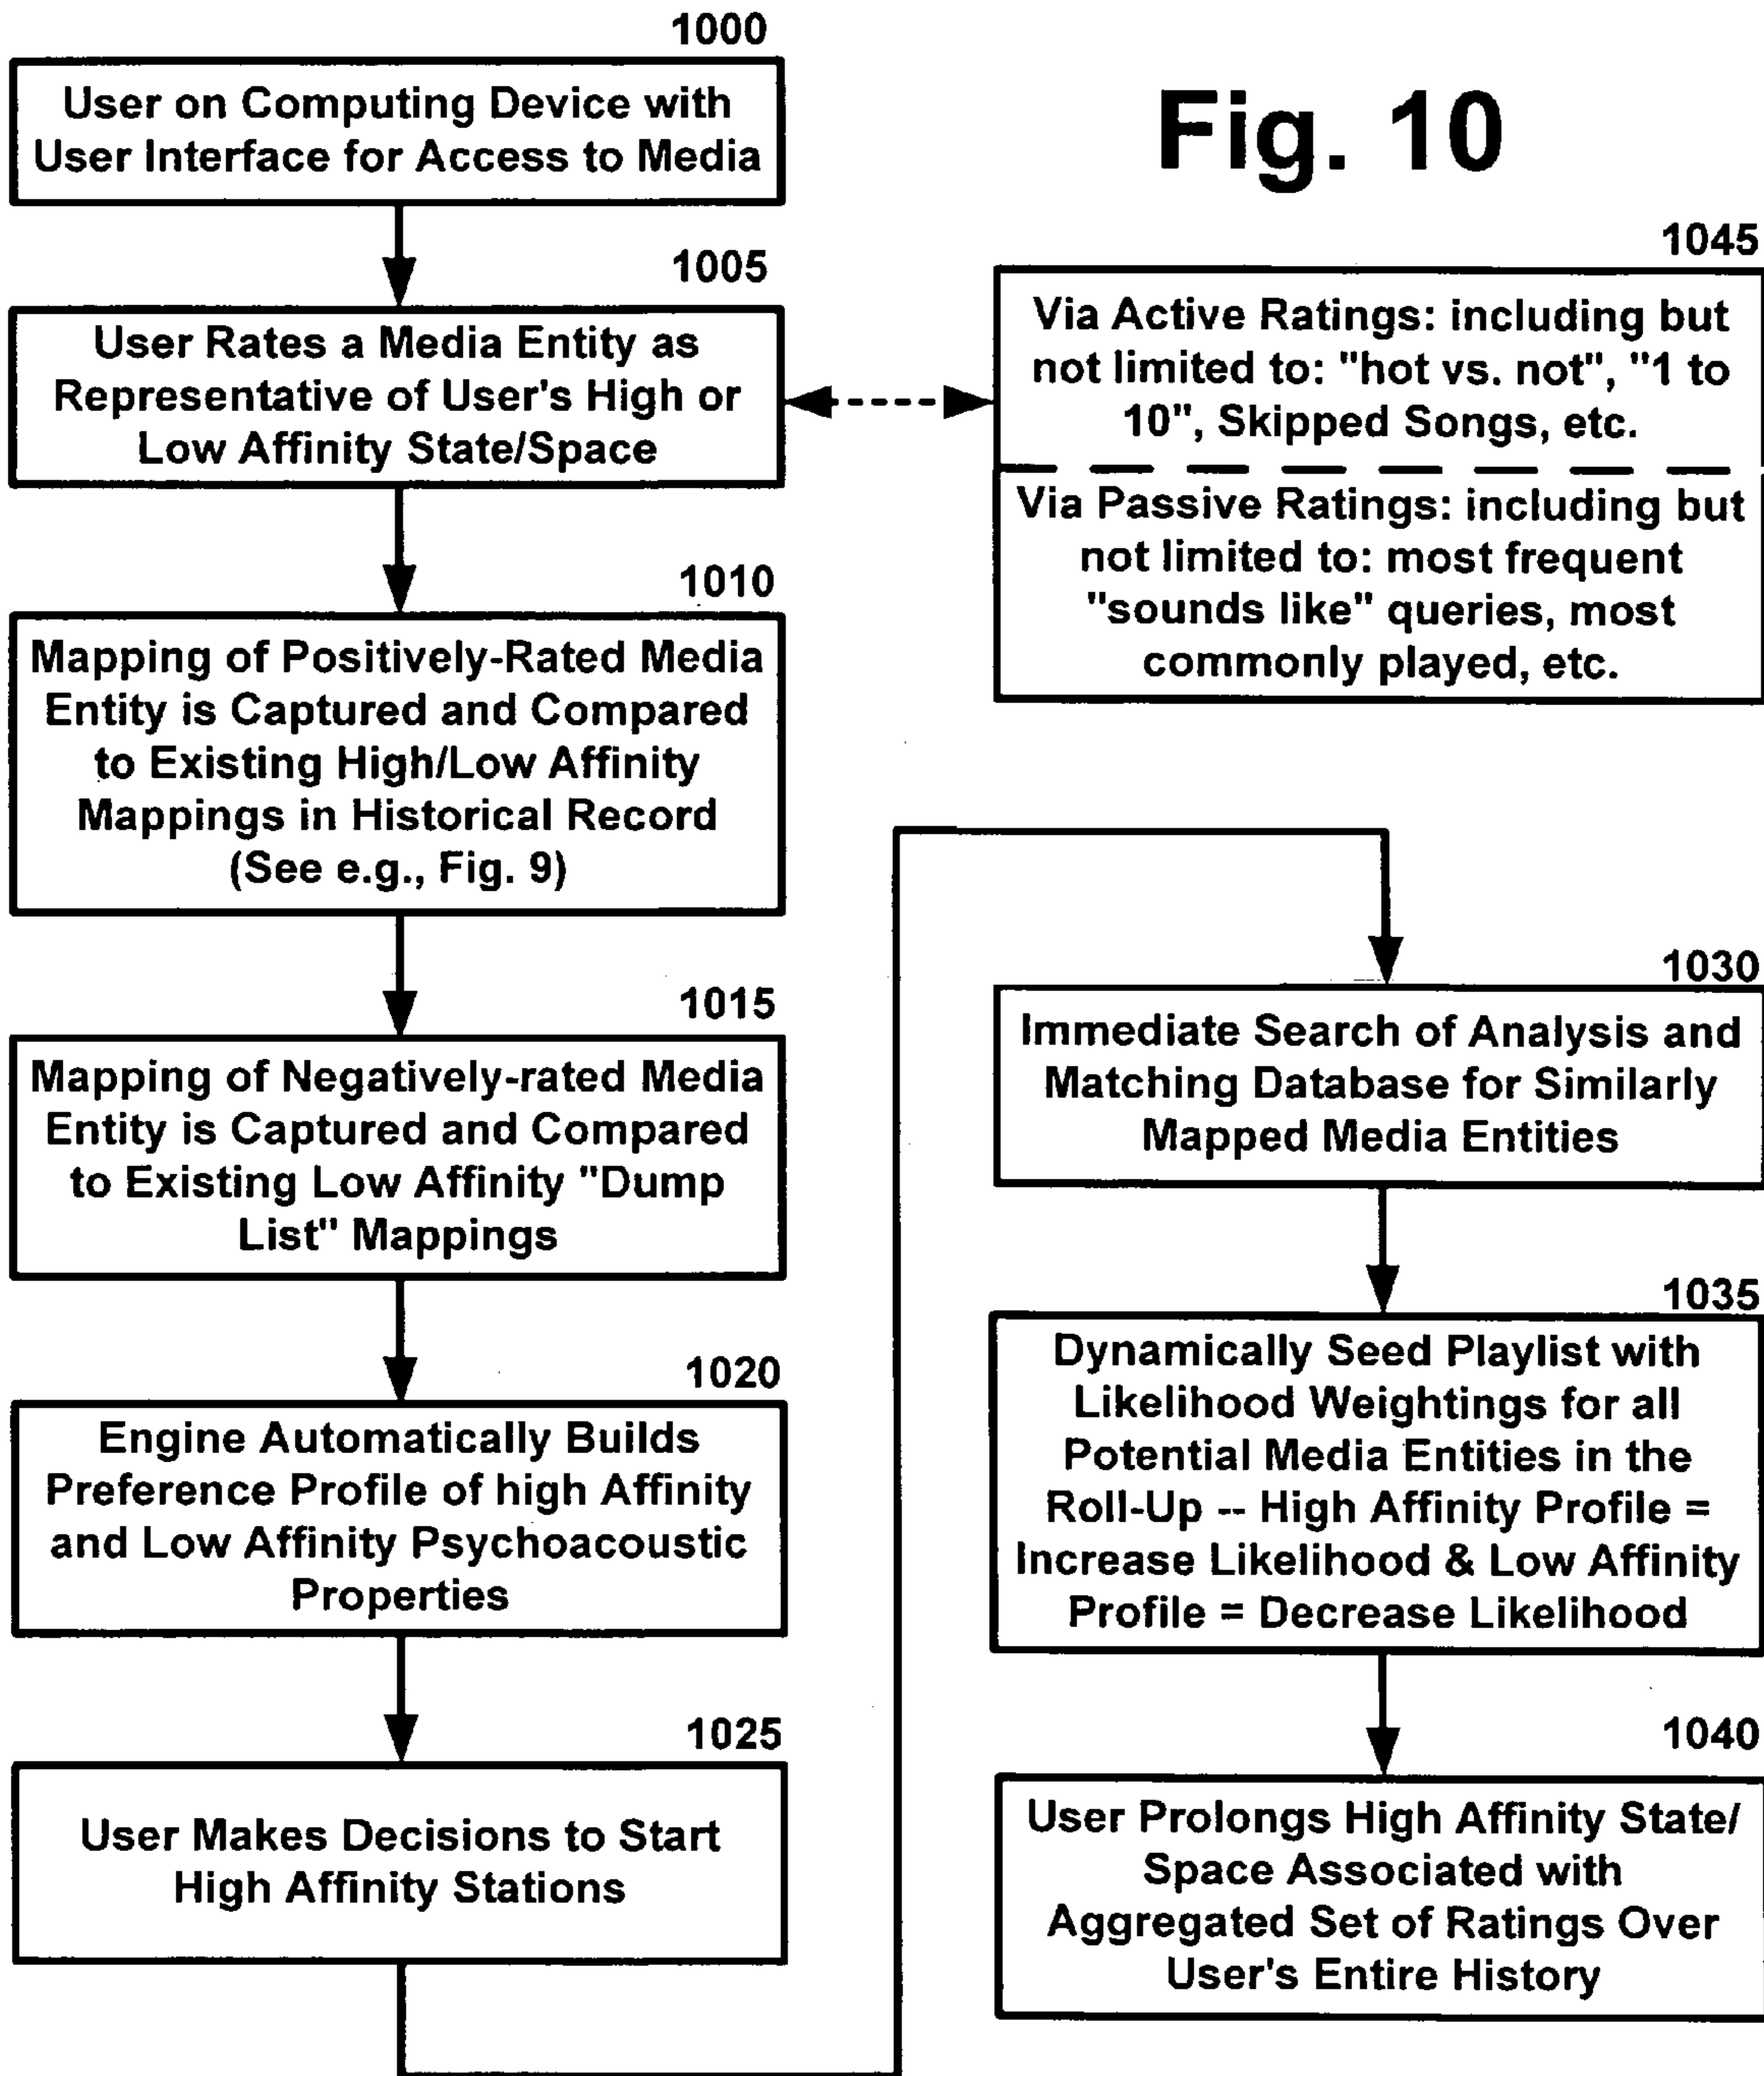 Fig. 10
1000
User on Computing Device with
User Interface for Access to Media
1005
User Rates a Media Entity as
Representative of User's High or
Low Affinity State/Space
1010
Mapping of Positively-Rated Media
Entity is Captured and Compared
to Existing High/Low Affinity
Mappings in Historical Record
(See e.g., Fig. 9)
1015
Mapping of Negatively-rated Media
Entity is Captured and Compared
to Existing Low Affinity "Dump
List" Mappings
1020
Engine Automatically Builds
Preference Profile of high Affinity
and Low Affinity Psychoacoustic
Properties
1025
User Makes Decisions to Start
High Affinity Stations
1045
Via Active Ratings: including but
not limited to: "hot vs. not", "1 to
10", Skipped Songs, etc.
Via Passive Ratings: including but
not limited to: most frequent
"sounds like" queries, most
commonly played, etc.
1030
Immediate Search of Analysis and
Matching Database for Similarly
Mapped Media Entities
1035
Dynamically Seed Playlist with
Likelihood Weightings for all
Potential Media Entities in the
Roll-Up -- High Affinity Profile =
Increase Likelihood & Low Affinity
Profile = Decrease Likelihood
1040
User Prolongs High Affinity State/
Space Associated with
Aggregated Set of Ratings Over
User's Entire History